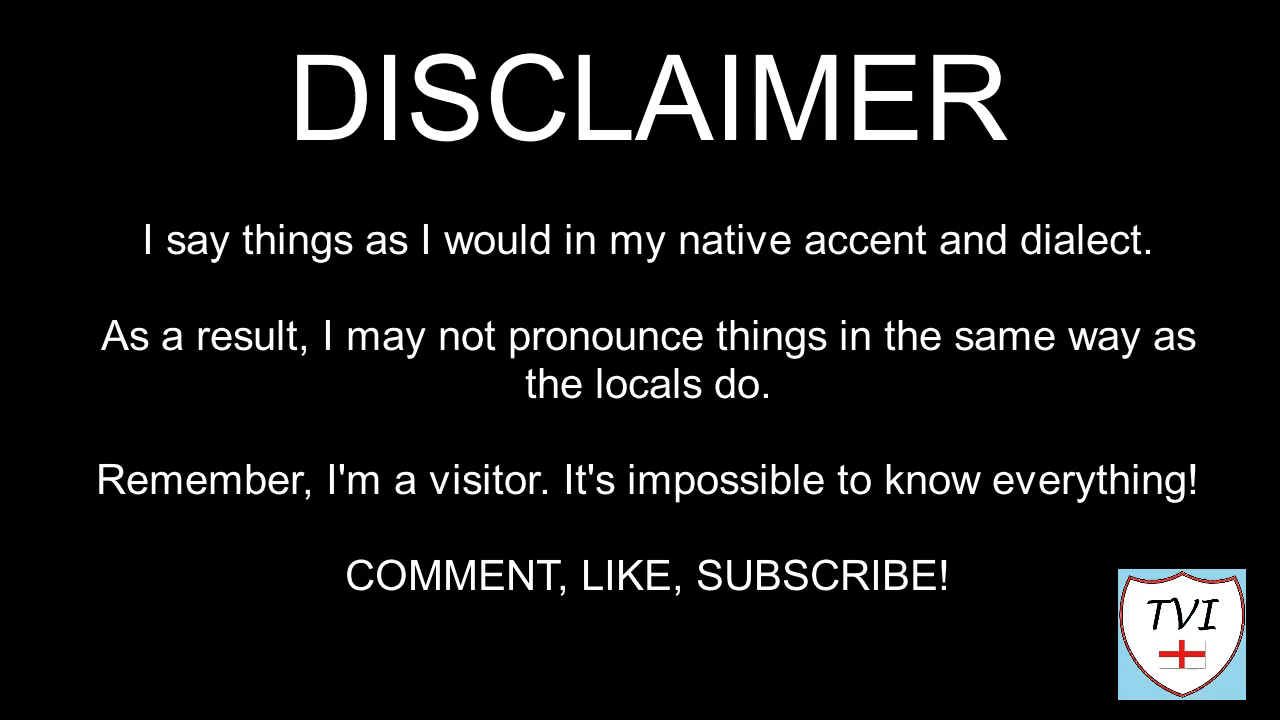 DISCLAIMER
I say things as I would in my native accent and dialect.
As a result, I may not pronounce things in the same way as
the locals do.
Remember, I'm a visitor. It's impossible to know everything!
COMMENT, LIKE, SUBSCRIBE!
TVI